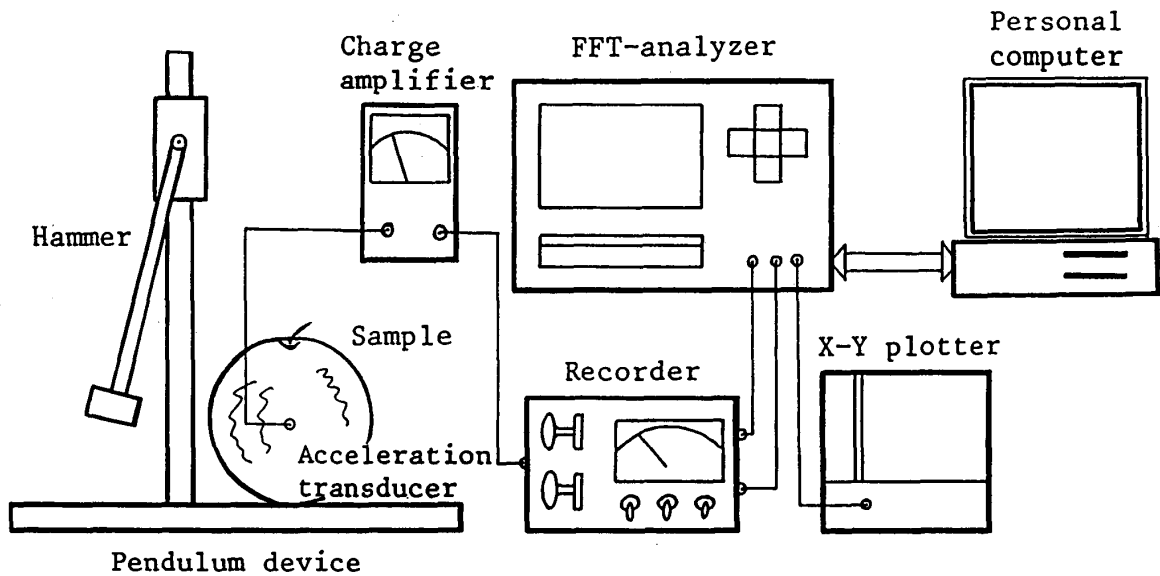 Personal
computer
Charge
amplifier
FFT-analyzer
Hammer
Sample
X-Y plotter
Recorder
Acceleration
transducer
Pendulum device